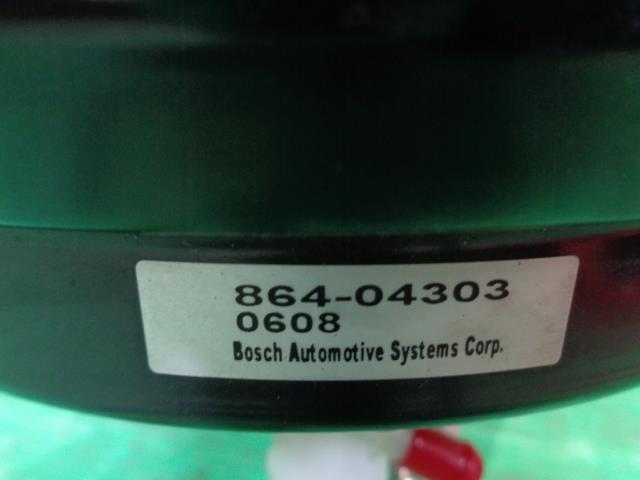 864-04303
0608
Bosch Automotive Systems Corp.